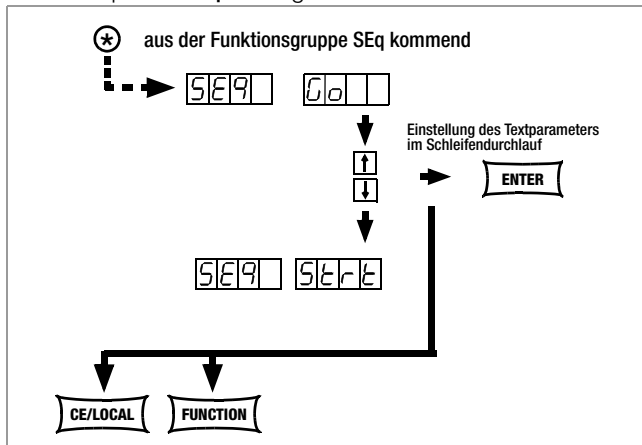 aus der Funktionsgruppe SEq kommend
SEq Go
Einstellung des Textparameters
im Schleifendurchlauf
ENTER
SEq Strt
CE/LOCAL FUNCTION